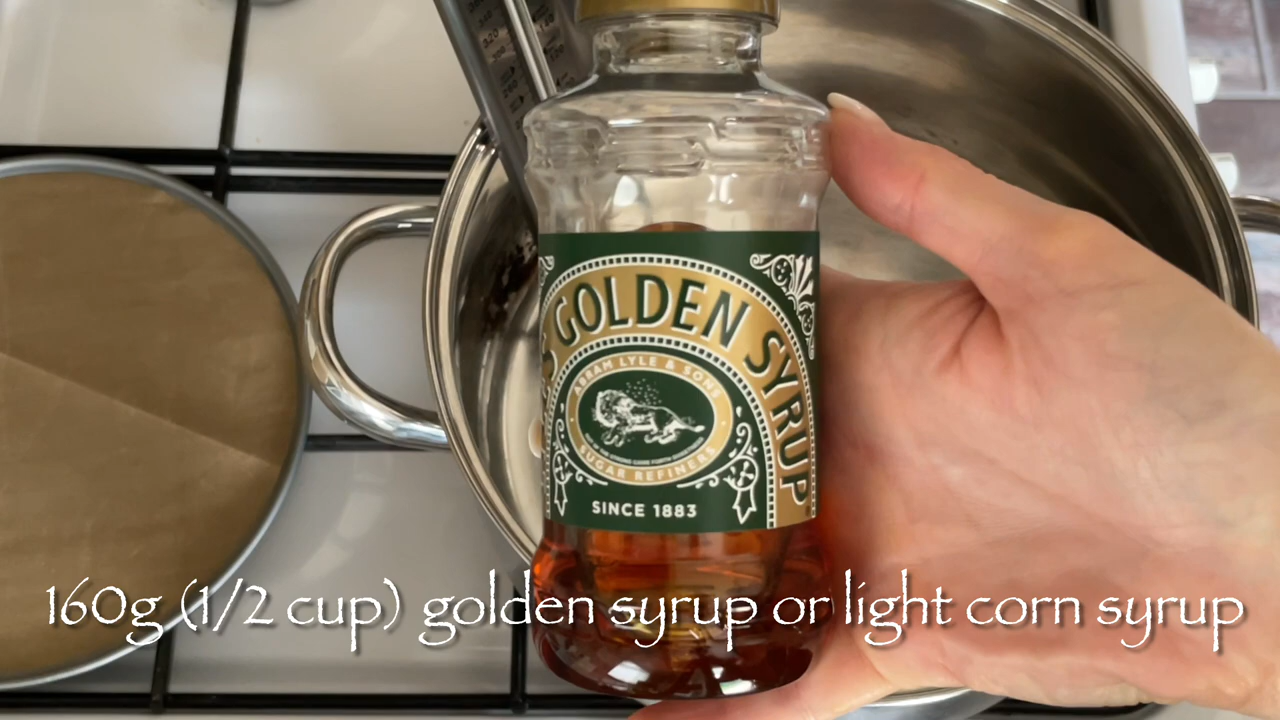 GOLDEN SYRUP
ABRAM LYLE & SONS
SUGAR REFINERS
SINCE 1883
160g (1/2 cup) golden syrup or light corn syrup